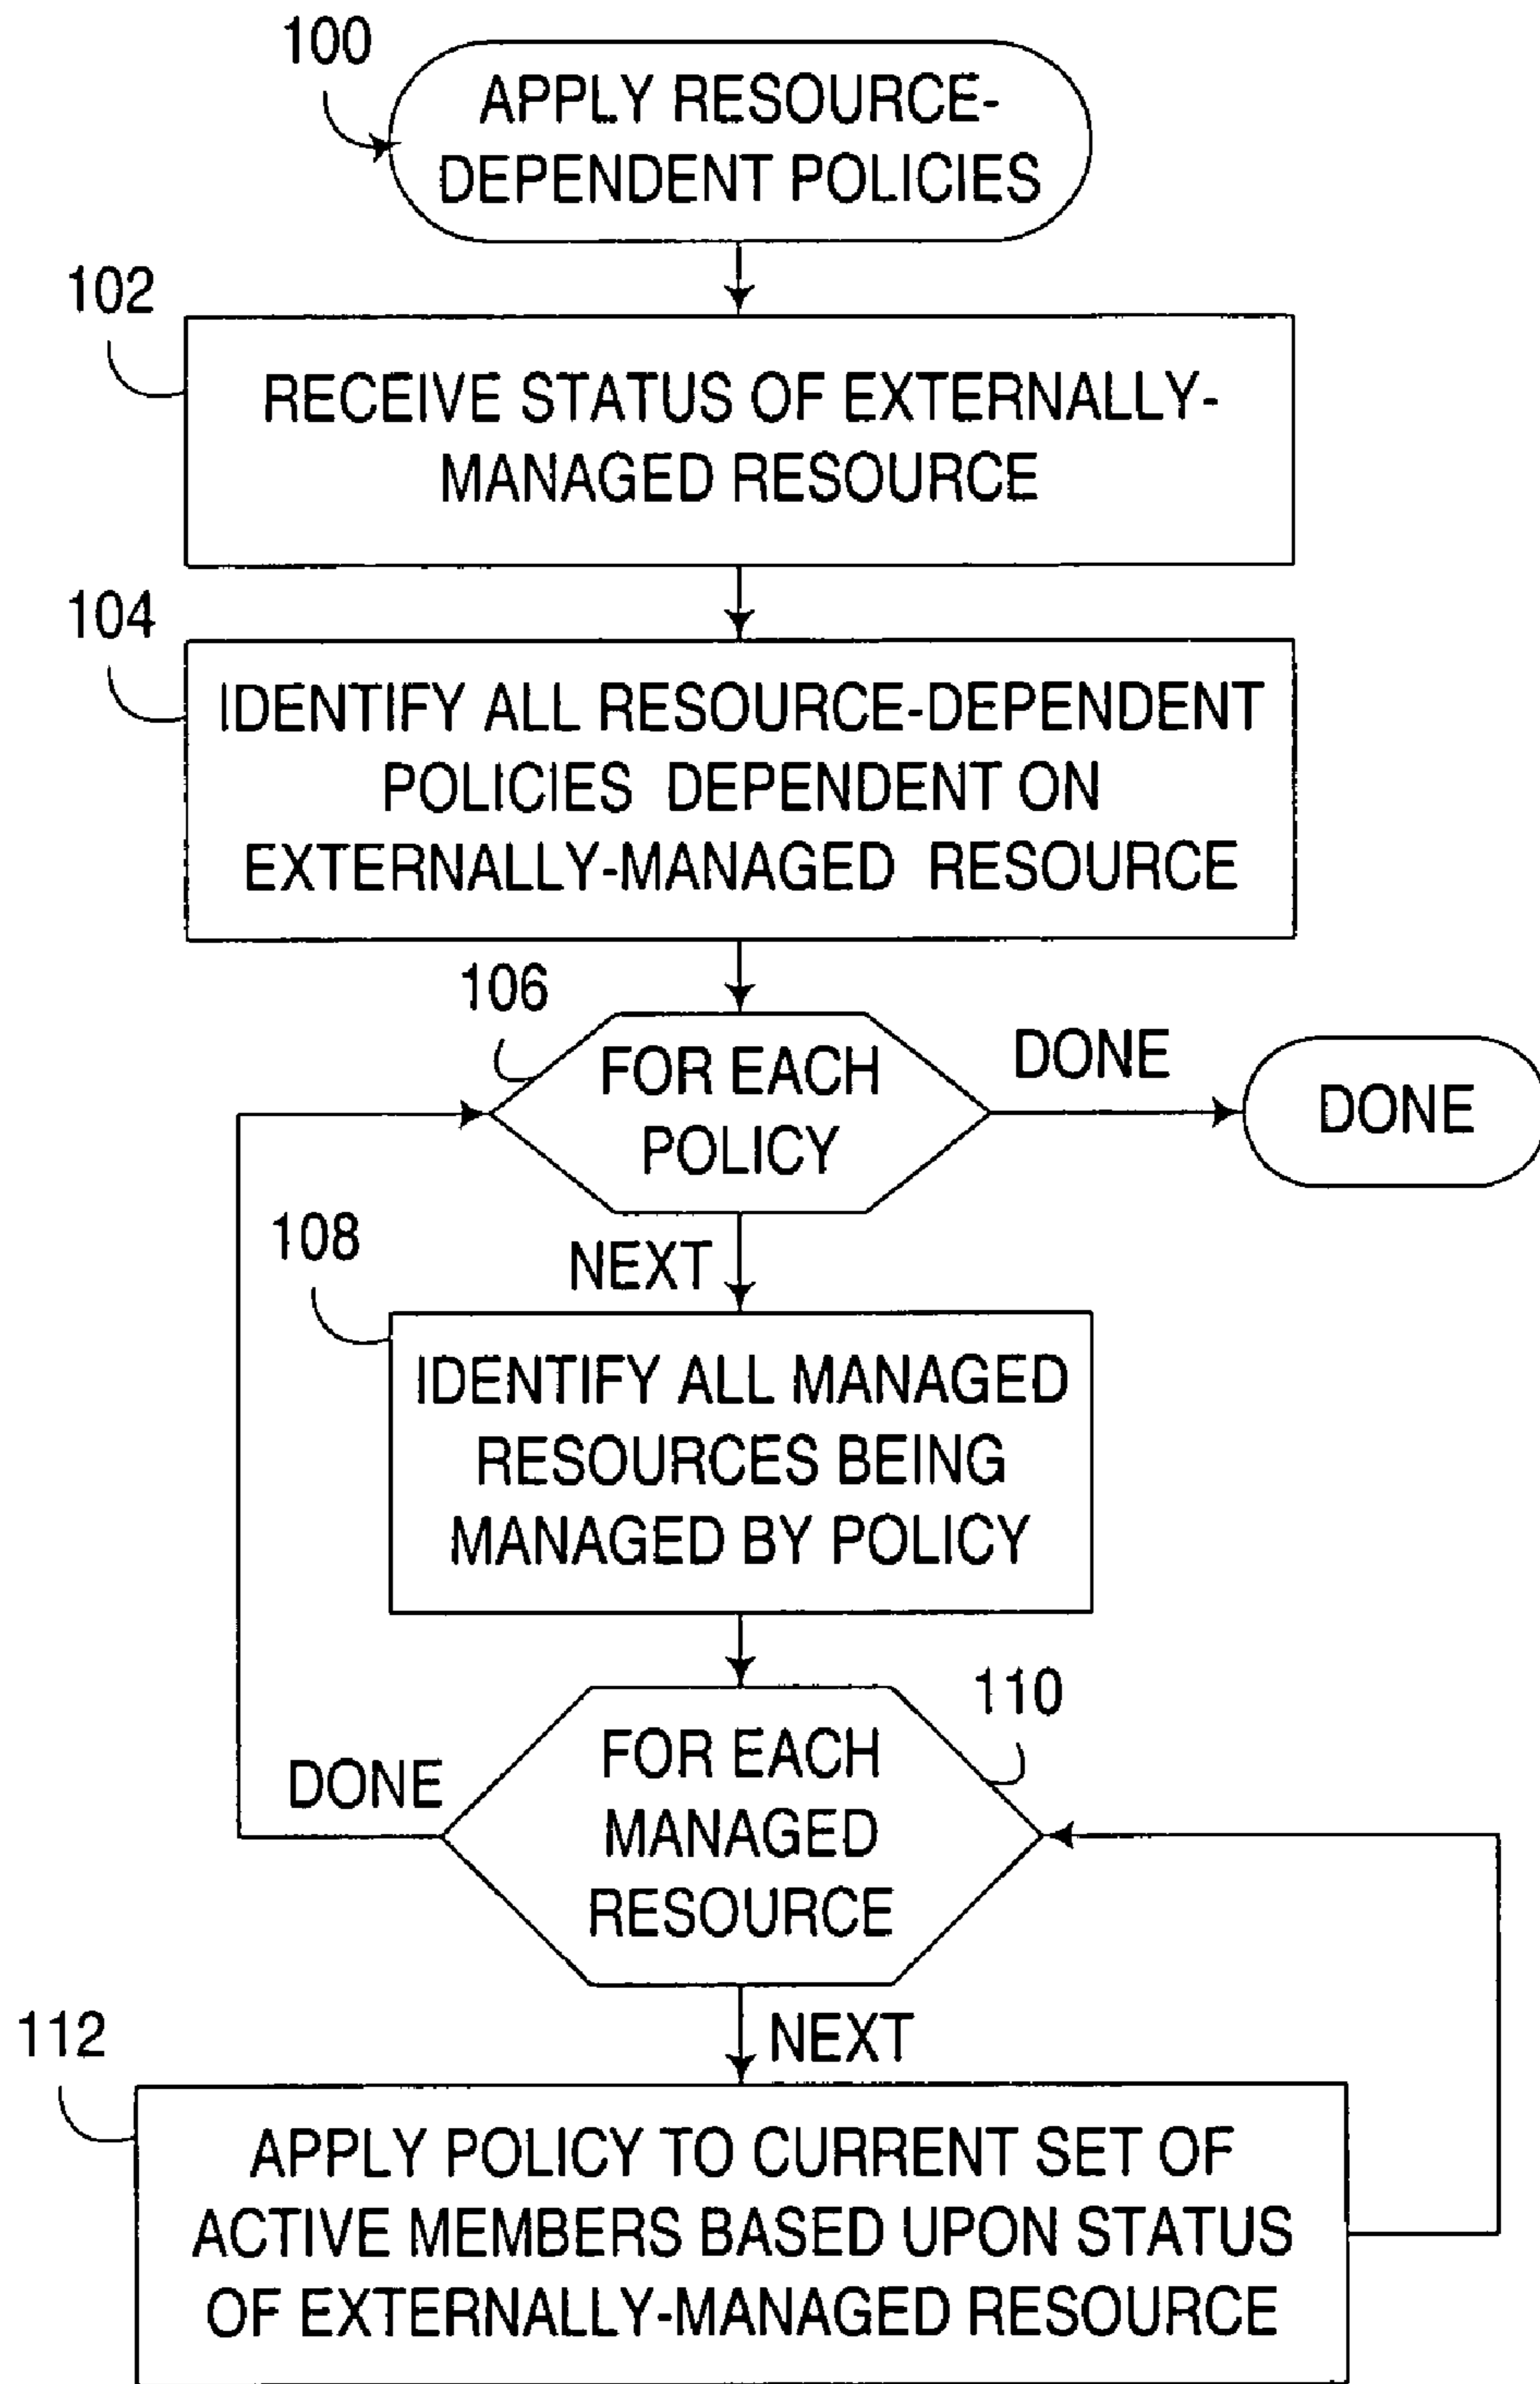 100
APPLY RESOURCE-
DEPENDENT POLICIES
102
RECEIVE STATUS OF EXTERNALLY-
MANAGED RESOURCE
104
IDENTIFY ALL RESOURCE-DEPENDENT
POLICIES DEPENDENT ON
EXTERNALLY-MANAGED RESOURCE
106
FOR EACH
POLICY
DONE
DONE
108
NEXT
IDENTIFY ALL MANAGED
RESOURCES BEING
MANAGED BY POLICY
110
FOR EACH
MANAGED
RESOURCE
DONE
112
NEXT
APPLY POLICY TO CURRENT SET OF
ACTIVE MEMBERS BASED UPON STATUS
OF EXTERNALLY-MANAGED RESOURCE